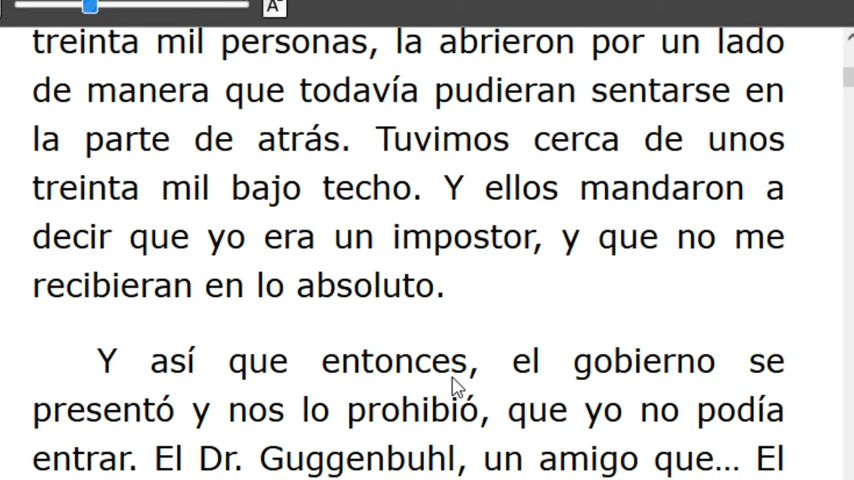 A
treinta mil personas, la abrieron por un lado
de manera que todavía pudieran sentarse en
la parte de atrás. Tuvimos cerca de unos
treinta mil bajo techo. Y ellos mandaron a
decir que yo era un impostor, y que no me
recibieran en lo absoluto.
Y así que entonces, el gobierno se
presentó y nos lo prohibió, que yo no podía
entrar. El Dr. Guggenbuhl, un amigo que… El